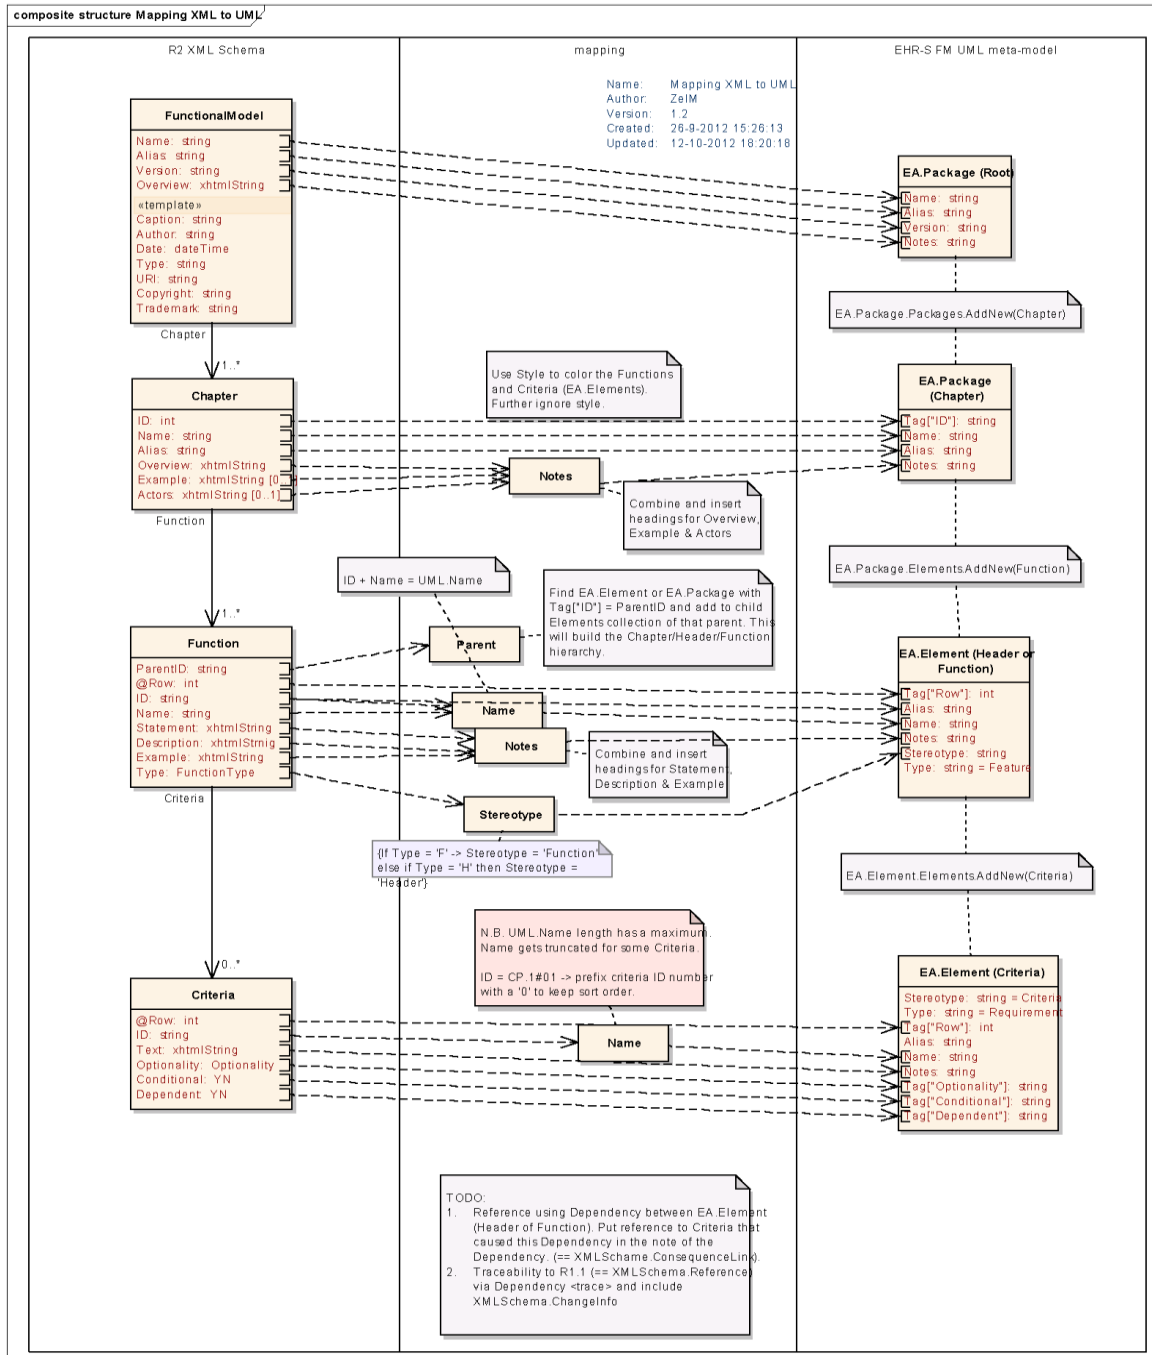 composite structure Mapping XML to UML
R2 XML Schema
mapping
EHR-S FM UML meta-model
Name: Mapping XML to UML
Author: ZelM
Version: 1.2
Created: 26-9-2012 15:26:13
Updated: 12-10-2012 18:20:18
FunctionalModel
Name: string
Alias: string
Version: string
Overview: xhtmlString
«template»
Caption: string
Author: string
Date: dateTime
Type: string
URI: string
Copyright: string
Trademark: string
Chapter
1..*
EA.Package (Root)
Name: string
Alias: string
Version: string
Notes: string
EA.Package.Packages.AddNew(Chapter)
Use Style to color the Functions
and Criteria (EA.Elements).
Further ignore style.
Chapter
ID: int
Name: string
Alias: string
Overview: xhtmlString
Example: xhtmlString [0..1]
Actors: xhtmlString [0..1]
Function
1..*
Notes
Combine and insert
headings for Overview,
Example & Actors
EA.Package
(Chapter)
Tag["ID"]: string
Name: string
Alias: string
Notes: string
EA.Package.Elements.AddNew(Function)
ID + Name = UML.Name
Find EA.Element or EA.Package with
Tag["ID"] = ParentID and add to child
Elements collection of that parent. This
will build the Chapter/Header/Function
hierarchy.
Parent
Function
ParentID: string
@Row: int
ID: string
Name: string
Statement: xhtmlString
Description: xhtmlStrnig
Example: xhtmlString
Type: FunctionType
Criteria
0..*
Name
Notes
Combine and insert
headings for Statement,
Description & Example
Stereotype
{If Type = 'F' -> Stereotype = 'Function'
else if Type = 'H' then Stereotype =
'Header'}
EA.Element (Header or
Function)
Tag["Row"]: int
Alias: string
Name: string
Notes: string
Stereotype: string
Type: string = Feature
EA.Element.Elements.AddNew(Criteria)
N.B. UML.Name length has a maximum.
Name gets truncated for some Criteria.
ID = CP.1#01 -> prefix criteria ID number
with a '0' to keep sort order.
Name
Criteria
@Row: int
ID: string
Text: xhtmlString
Optionality: Optionality
Conditional: YN
Dependent: YN
EA.Element (Criteria)
Stereotype: string = Criteria
Type: string = Requirement
Tag["Row"]: int
Alias: string
Name: string
Notes: string
Tag["Optionality"]: string
Tag["Conditional"]: string
Tag["Dependent"]: string
TODO:
1. Reference using Dependency between EA.Element
(Header of Function). Put reference to Criteria that
caused this Dependency in the note of the
Dependency. (== XMLSchame.ConsequenceLink).
2. Traceability to R1.1 (== XMLSchema.Reference)
via Dependency <trace> and include
XMLSchema.ChangeInfo